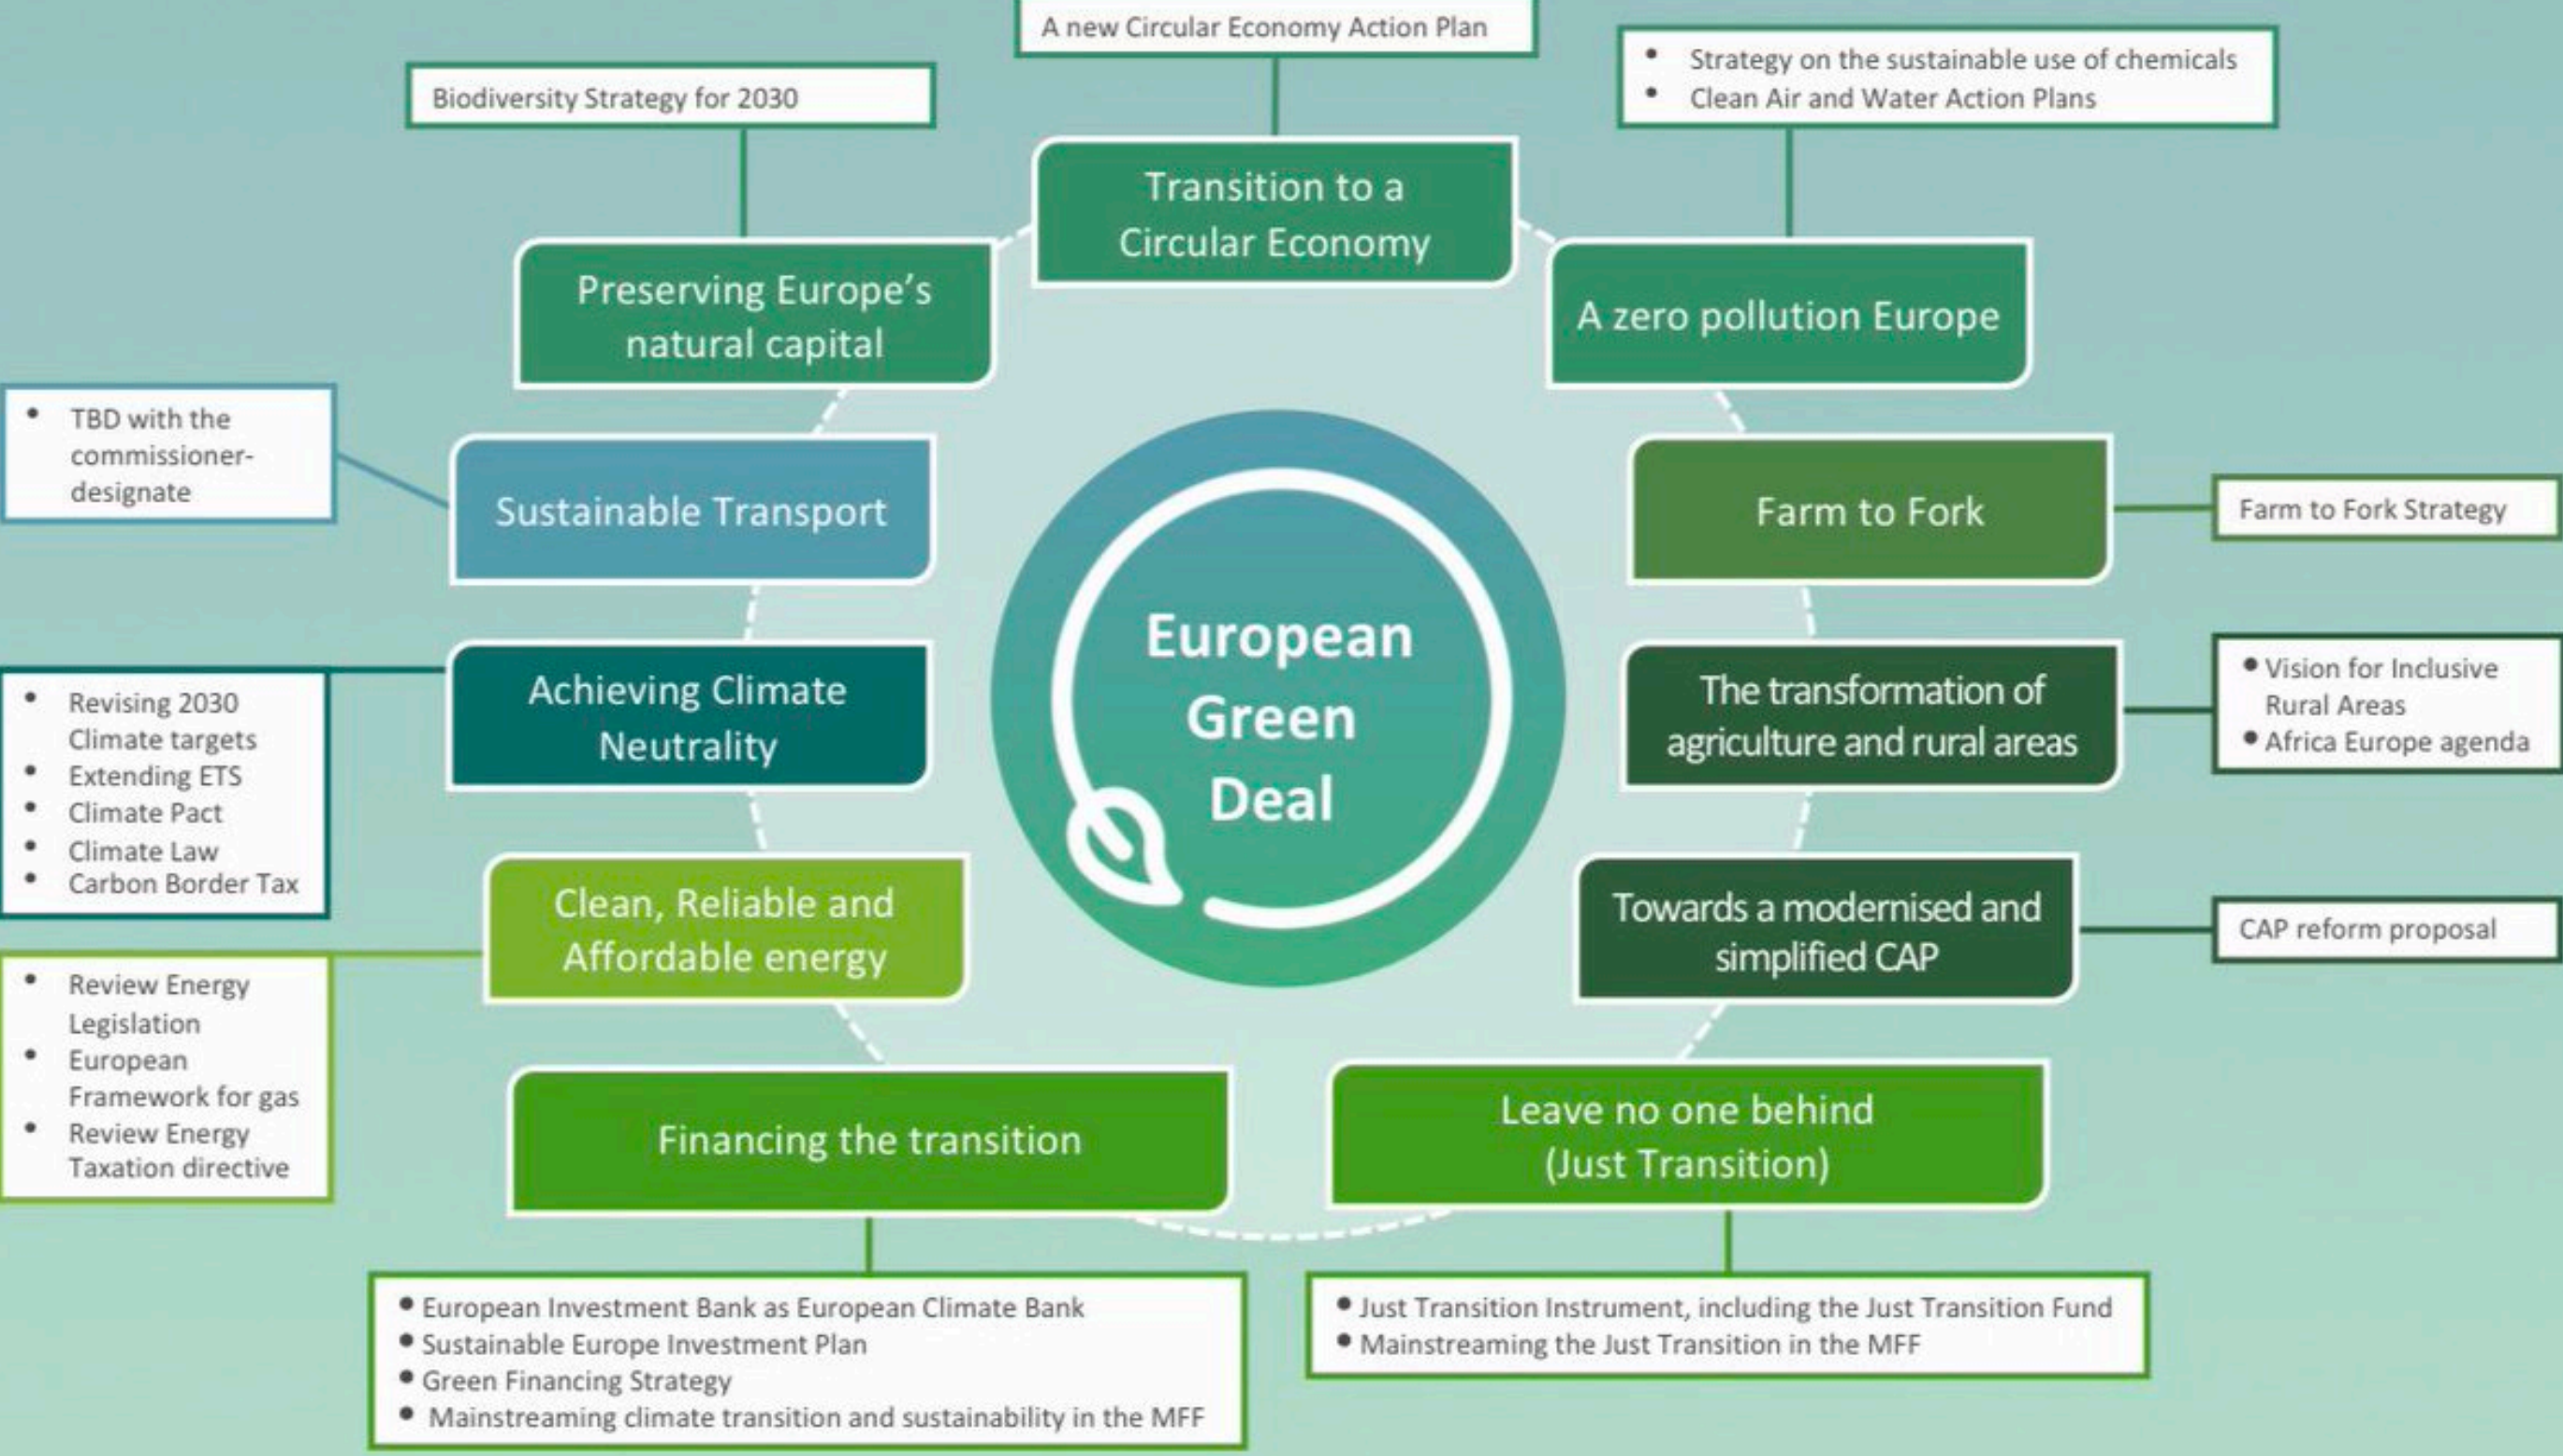 A new Circular Economy Action Plan
Biodiversity Strategy for 2030
• Strategy on the sustainable use of chemicals
• Clean Air and Water Action Plans
Transition to a
Circular Economy
Preserving Europe's
natural capital
A zero pollution Europe
• TBD with the
commissioner-
designate
Sustainable Transport
Farm to Fork
Farm to Fork Strategy
European
Green
Deal
Achieving Climate
Neutrality
• Revising 2030
Climate targets
• Extending ETS
• Climate Pact
• Climate Law
• Carbon Border Tax
The transformation of
agriculture and rural areas
• Vision for Inclusive
Rural Areas
• Africa Europe agenda
Clean, Reliable and
Affordable energy
• Review Energy
Legislation
• European
Framework for gas
• Review Energy
Taxation directive
Towards a modernised and
simplified CAP
CAP reform proposal
Financing the transition
• European Investment Bank as European Climate Bank
• Sustainable Europe Investment Plan
• Green Financing Strategy
• Mainstreaming climate transition and sustainability in the MFF
Leave no one behind
(Just Transition)
• Just Transition Instrument, including the Just Transition Fund
• Mainstreaming the Just Transition in the MFF